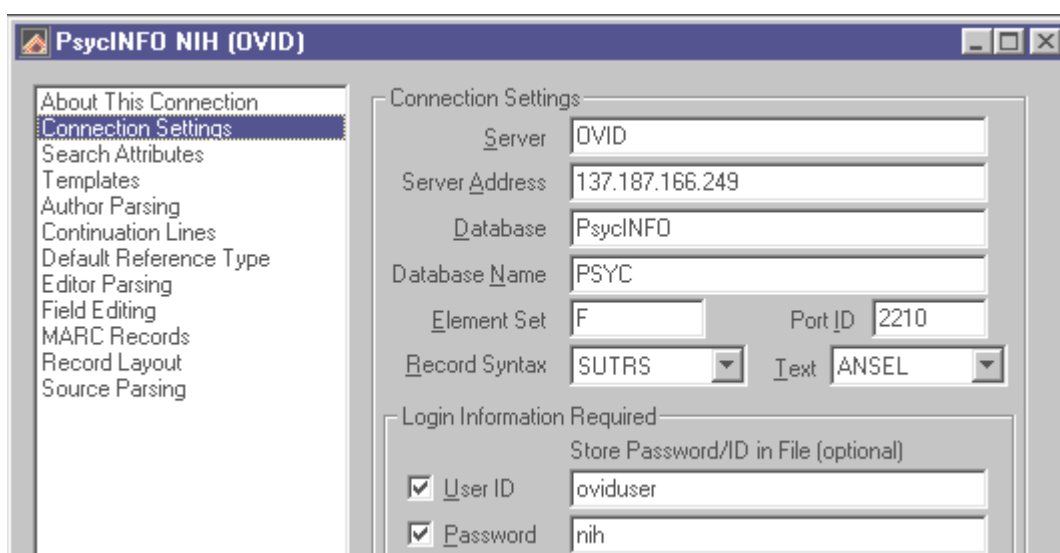 PsycINFO NIH (OVID)
About This Connection
Connection Settings
Search Attributes
Templates
Author Parsing
Continuation Lines
Default Reference Type
Editor Parsing
Field Editing
MARC Records
Record Layout
Source Parsing
Connection Settings
Server OVID
Server Address 137.187.166.249
Database PsycINFO
Database Name PSYC
Element Set F Port ID 2210
Record Syntax SUTRS Text ANSEL
Login Information Required
Store Password/ID in File (optional)
User ID oviduser
Password nih